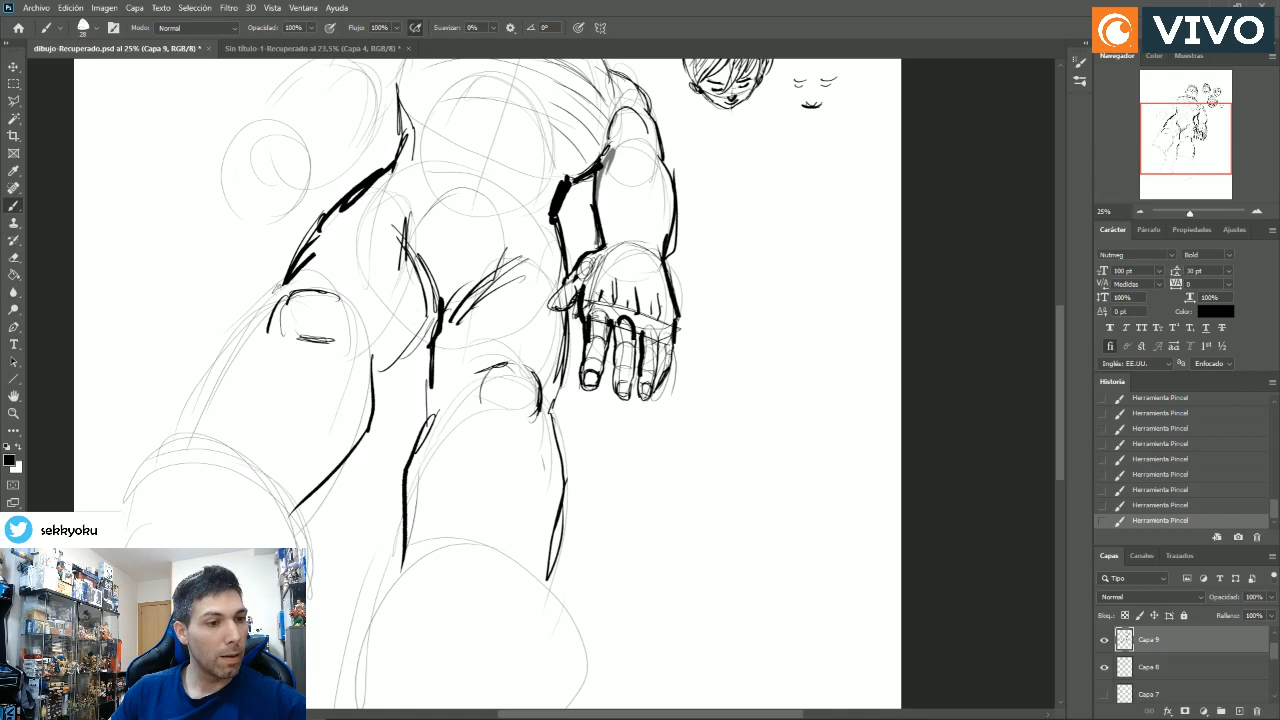 Archivo Edición Imagen Capa Texto Selección Filtro 3D Vista Ventana Ayuda
VIVO
28 Modo: Normal Opacidad: 100% Flujo: 100% Suavizar: 0% 0°
dibujo-Recuperado.psd al 25% (Capa 9, RGB/8) * × Sin título-1-Recuperado al 23,5% (Capa 4, RGB/8) * ×
Navegador Color Muestras
25%
Carácter Párrafo Propiedades Ajustes
Nutmeg Bold
100 pt 30 pt
Medidas 0
100% 100%
0 pt Color:
Inglés: EE.UU. Enfocado
Historia
Herramienta Pincel
Herramienta Pincel
Herramienta Pincel
Herramienta Pincel
Herramienta Pincel
Herramienta Pincel
Herramienta Pincel
Herramienta Pincel
Herramienta Pincel
Capas Canales Trazados
Tipo
Normal Opacidad: 100%
Bloq.: Relleno: 100%
Capa 9
Capa 8
Capa 7
sekkyoku